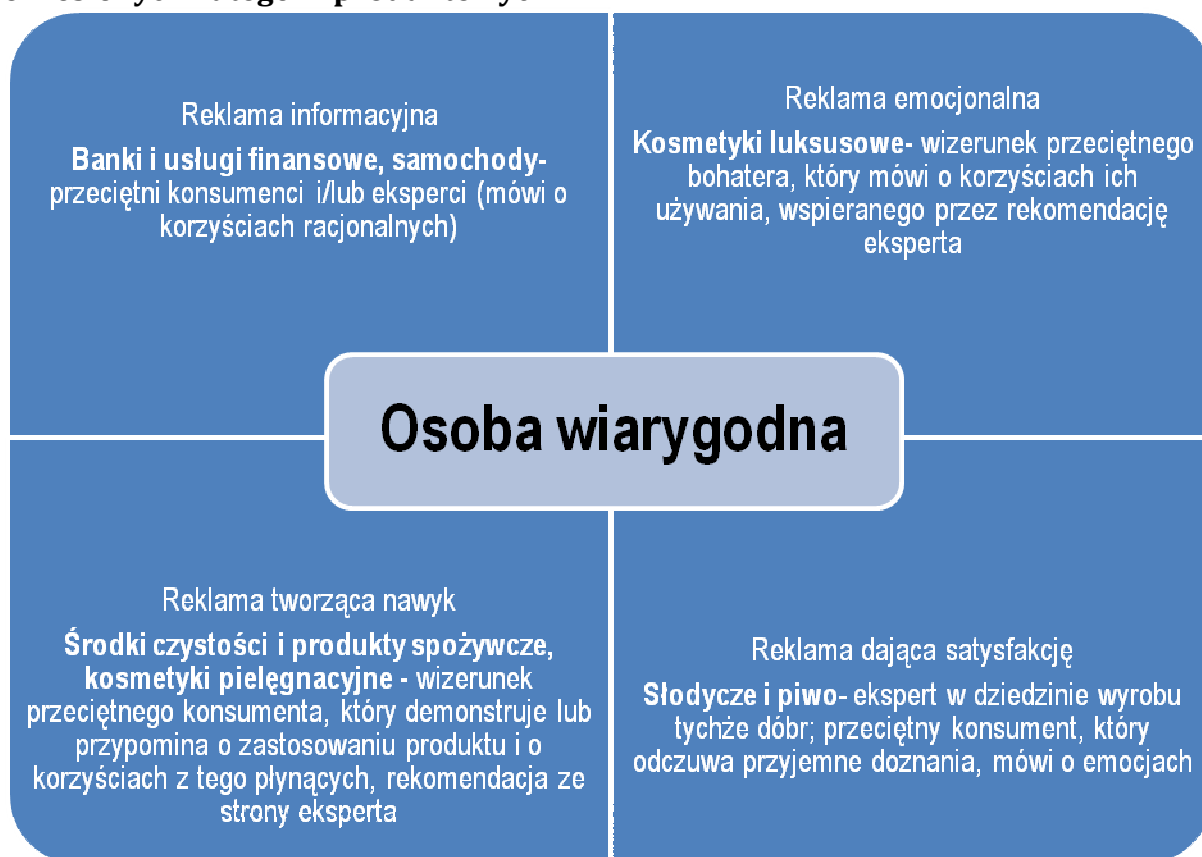 Reklama informacyjna
Banki i usługi finansowe, samochody-
przeciętni konsumenci i/lub eksperci (mówi o
korzyściach racjonalnych)
Reklama emocjonalna
Kosmetyki luksusowe- wizerunek przeciętnego
bohatera, który mówi o korzyściach ich
używania, wspieranego przez rekomendację
eksperta
Osoba wiarygodna
Reklama tworząca nawyk
Środki czystości i produkty spożywcze,
kosmetyki pielęgnacyjne - wizerunek
przeciętnego konsumenta, który demonstruje lub
przypomina o zastosowaniu produktu i o
korzyściach z tego płynących, rekomendacja ze
strony eksperta
Reklama dająca satysfakcję
Słodycze i piwo- ekspert w dziedzinie wyrobu
tychże dóbr; przeciętny konsument, który
odczuwa przyjemne doznania, mówi o emocjach